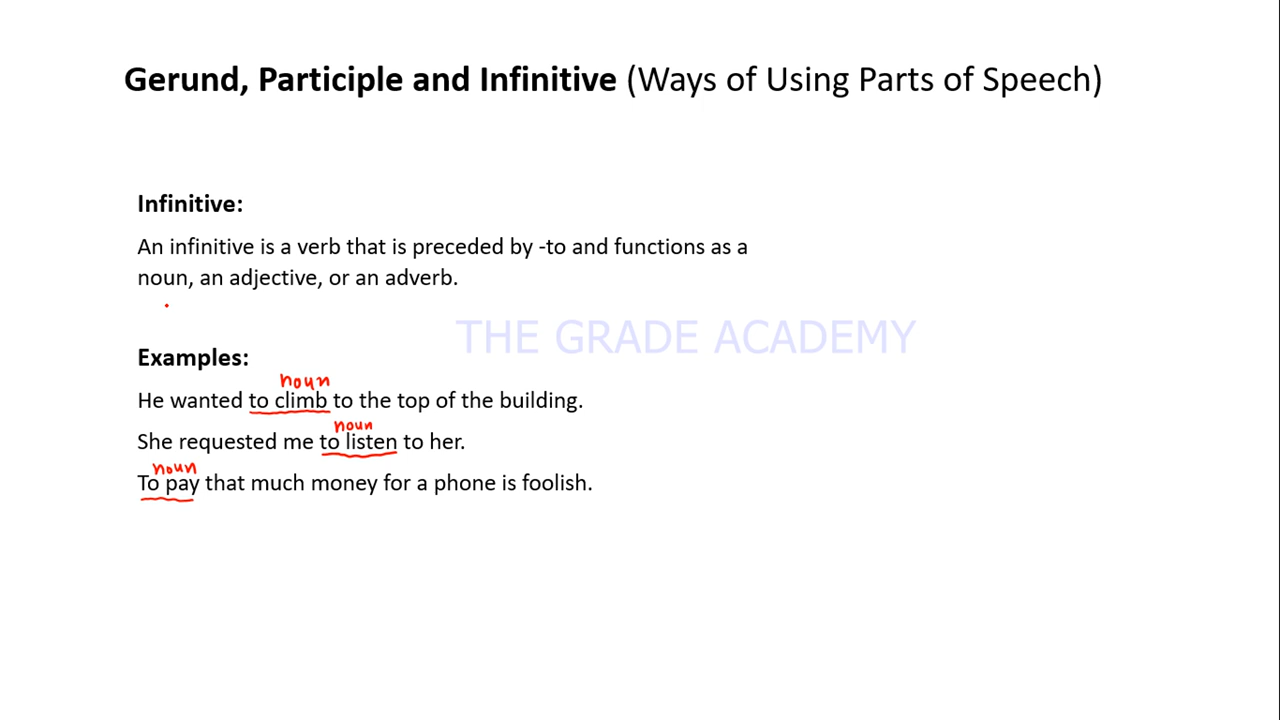 Gerund, Participle and Infinitive (Ways of Using Parts of Speech)
Infinitive:
An infinitive is a verb that is preceded by -to and functions as a
noun, an adjective, or an adverb.
THE GRADE ACADEMY
Examples:
noun
He wanted to climb to the top of the building.
noun
She requested me to listen to her.
noun
To pay that much money for a phone is foolish.